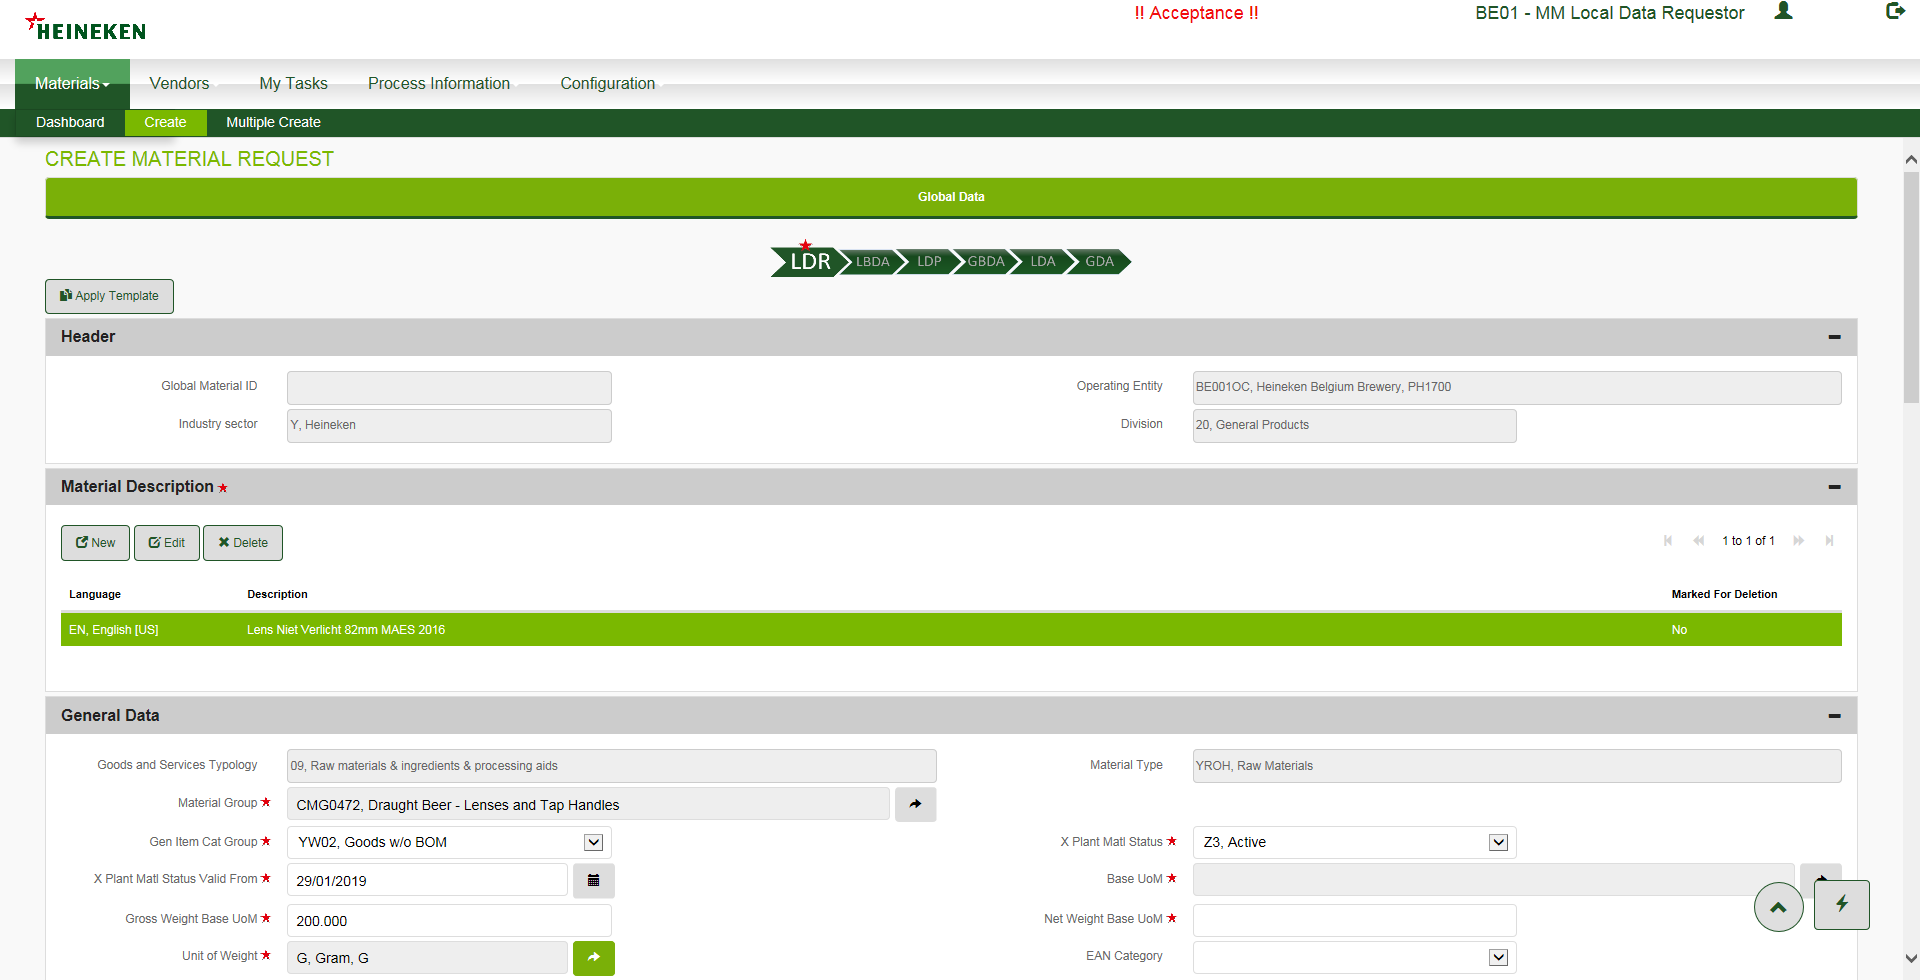 HEINEKEN
!! Acceptance !!
BE01 - MM Local Data Requestor
Materials
Vendors
My Tasks
Process Information
Configuration
Dashboard
Create
Multiple Create
CREATE MATERIAL REQUEST
Global Data
LDR
LBDA
LDP
GBDA
LDA
GDA
Apply Template
Header
Global Material ID
Operating Entity
BE001OC, Heineken Belgium Brewery, PH1700
Industry sector
Y, Heineken
Division
20, General Products
Material Description
New
Edit
Delete
1 to 1 of 1
Language
Description
Marked For Deletion
EN, English [US]
Lens Niet Verlicht 82mm MAES 2016
No
General Data
Goods and Services Typology
09, Raw materials & ingredients & processing aids
Material Type
YROH, Raw Materials
Material Group
CMG0472, Draught Beer - Lenses and Tap Handles
Gen Item Cat Group
YW02, Goods w/o BOM
X Plant Matl Status
Z3, Active
X Plant Matl Status Valid From
29/01/2019
Base UoM
Gross Weight Base UoM
200.000
Net Weight Base UoM
Unit of Weight
G, Gram, G
EAN Category